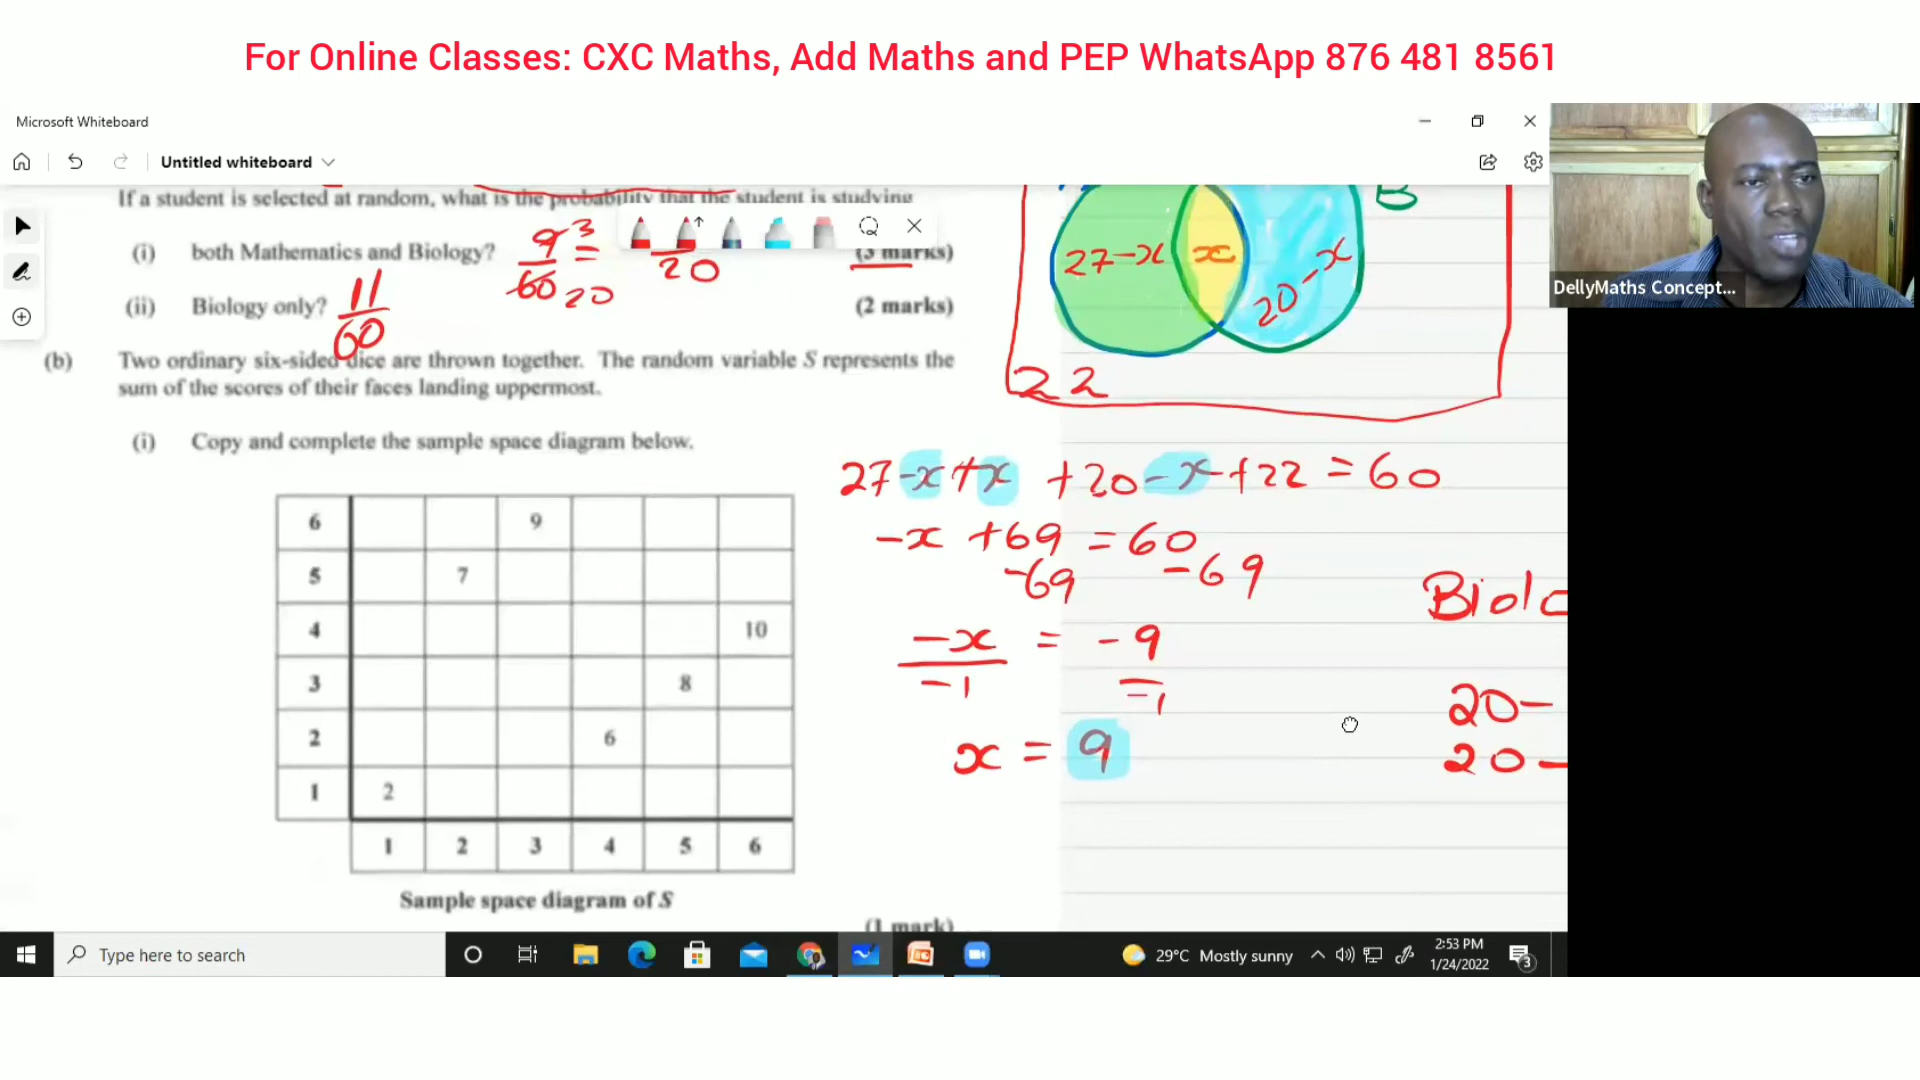 For Online Classes: CXC Maths, Add Maths and PEP WhatsApp 876 481 8561
Microsoft Whiteboard
Untitled whiteboard
If a student is selected at random, what is the probability that the student is studying
(i) both Mathematics and Biology? (3 marks)
9 3
60 = 20
20
(ii) Biology only? (2 marks)
11
60
27-x x 20-x
B
22
DellyMaths Concept...
(b) Two ordinary six-sided dice are thrown together. The random variable S represents the
sum of the scores of their faces landing uppermost.
(i) Copy and complete the sample space diagram below.
6 9
5 7
4 10
3 8
2 6
1 2
1 2 3 4 5 6
Sample space diagram of S
(1 mark)
27-x+x +20-x+22 = 60
-x +69 = 60
-69 -69
-x = -9
-1 -1
x = 9
20-
20-
Type here to search
29°C Mostly sunny
2:53 PM
1/24/2022
3